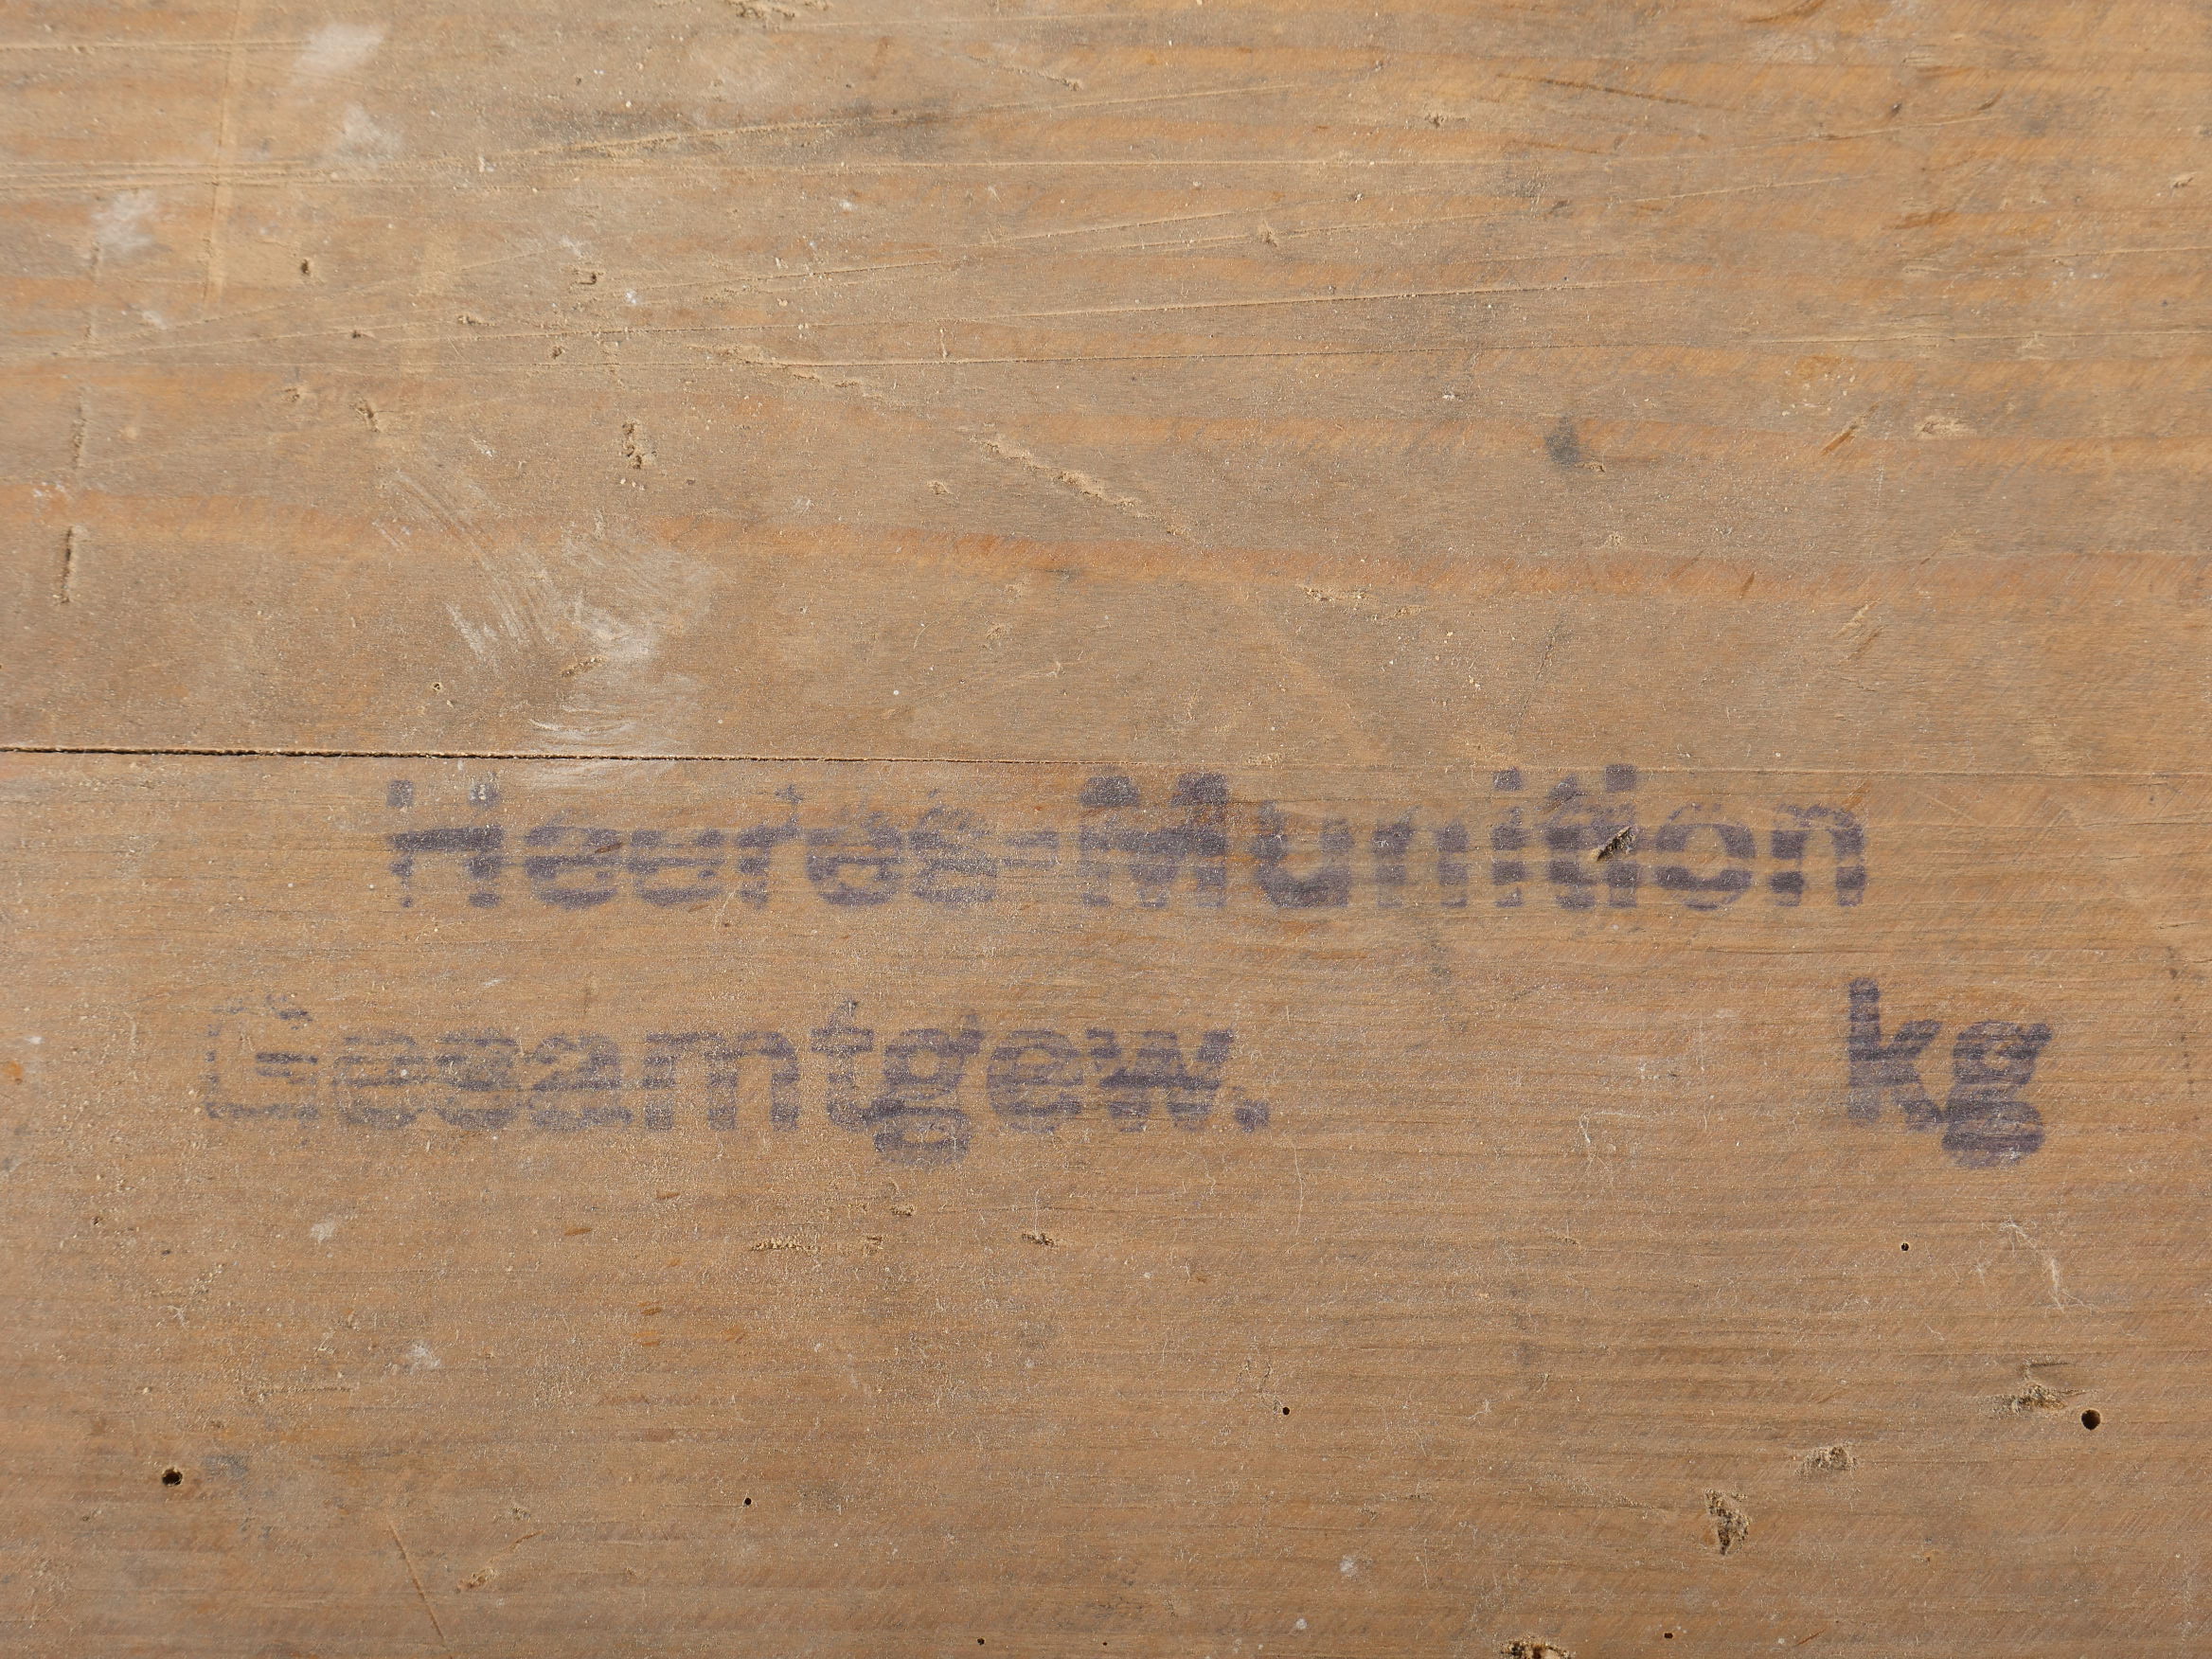 Heeres-Munition
Gesamtgew. kg